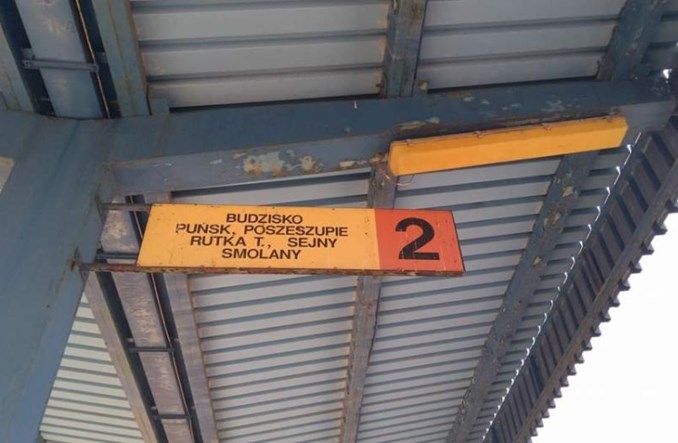 BUDZISKO
PUŃSK, POSZESZUPIE
RUTKA T., SEJNY
SMOLANY
2